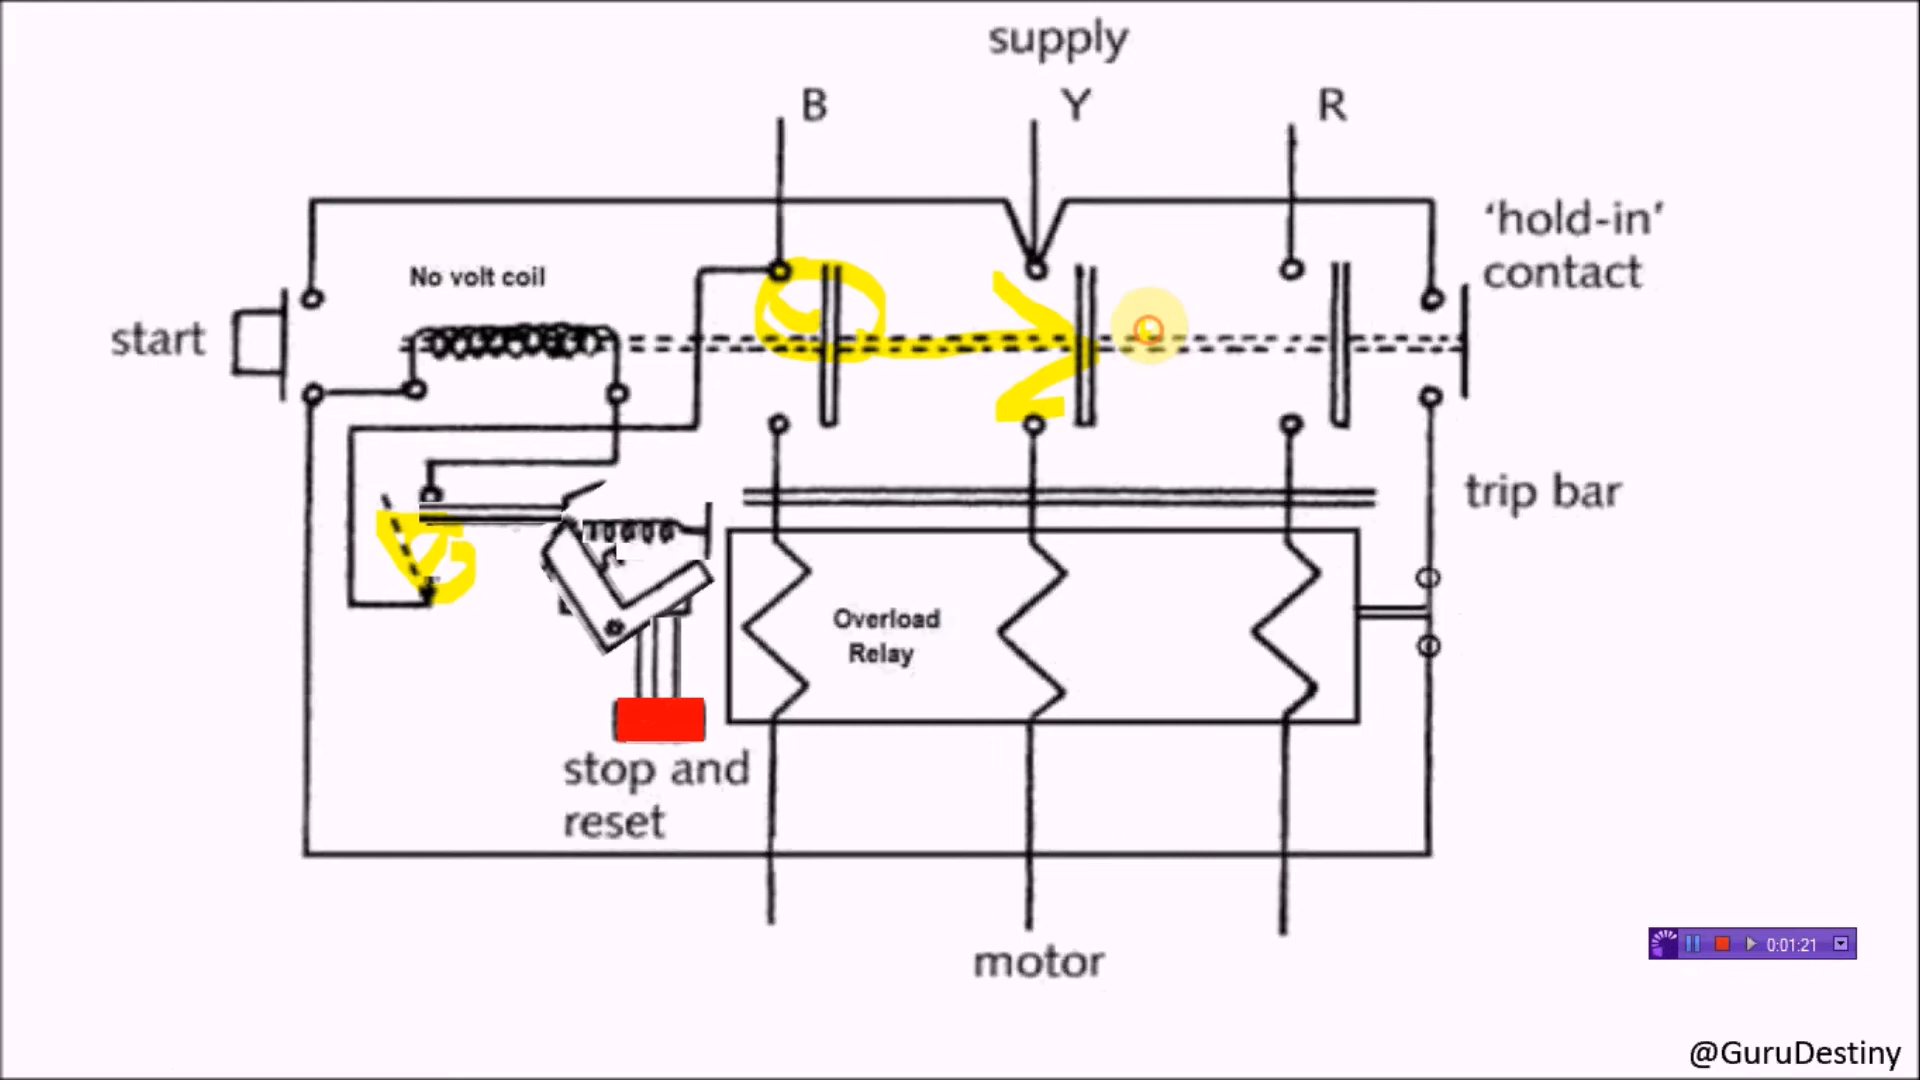 supply
B Y R
‘hold-in’
contact
No volt coil
start
trip bar
Overload
Relay
stop and
reset
motor
0:01:21
@GuruDestiny